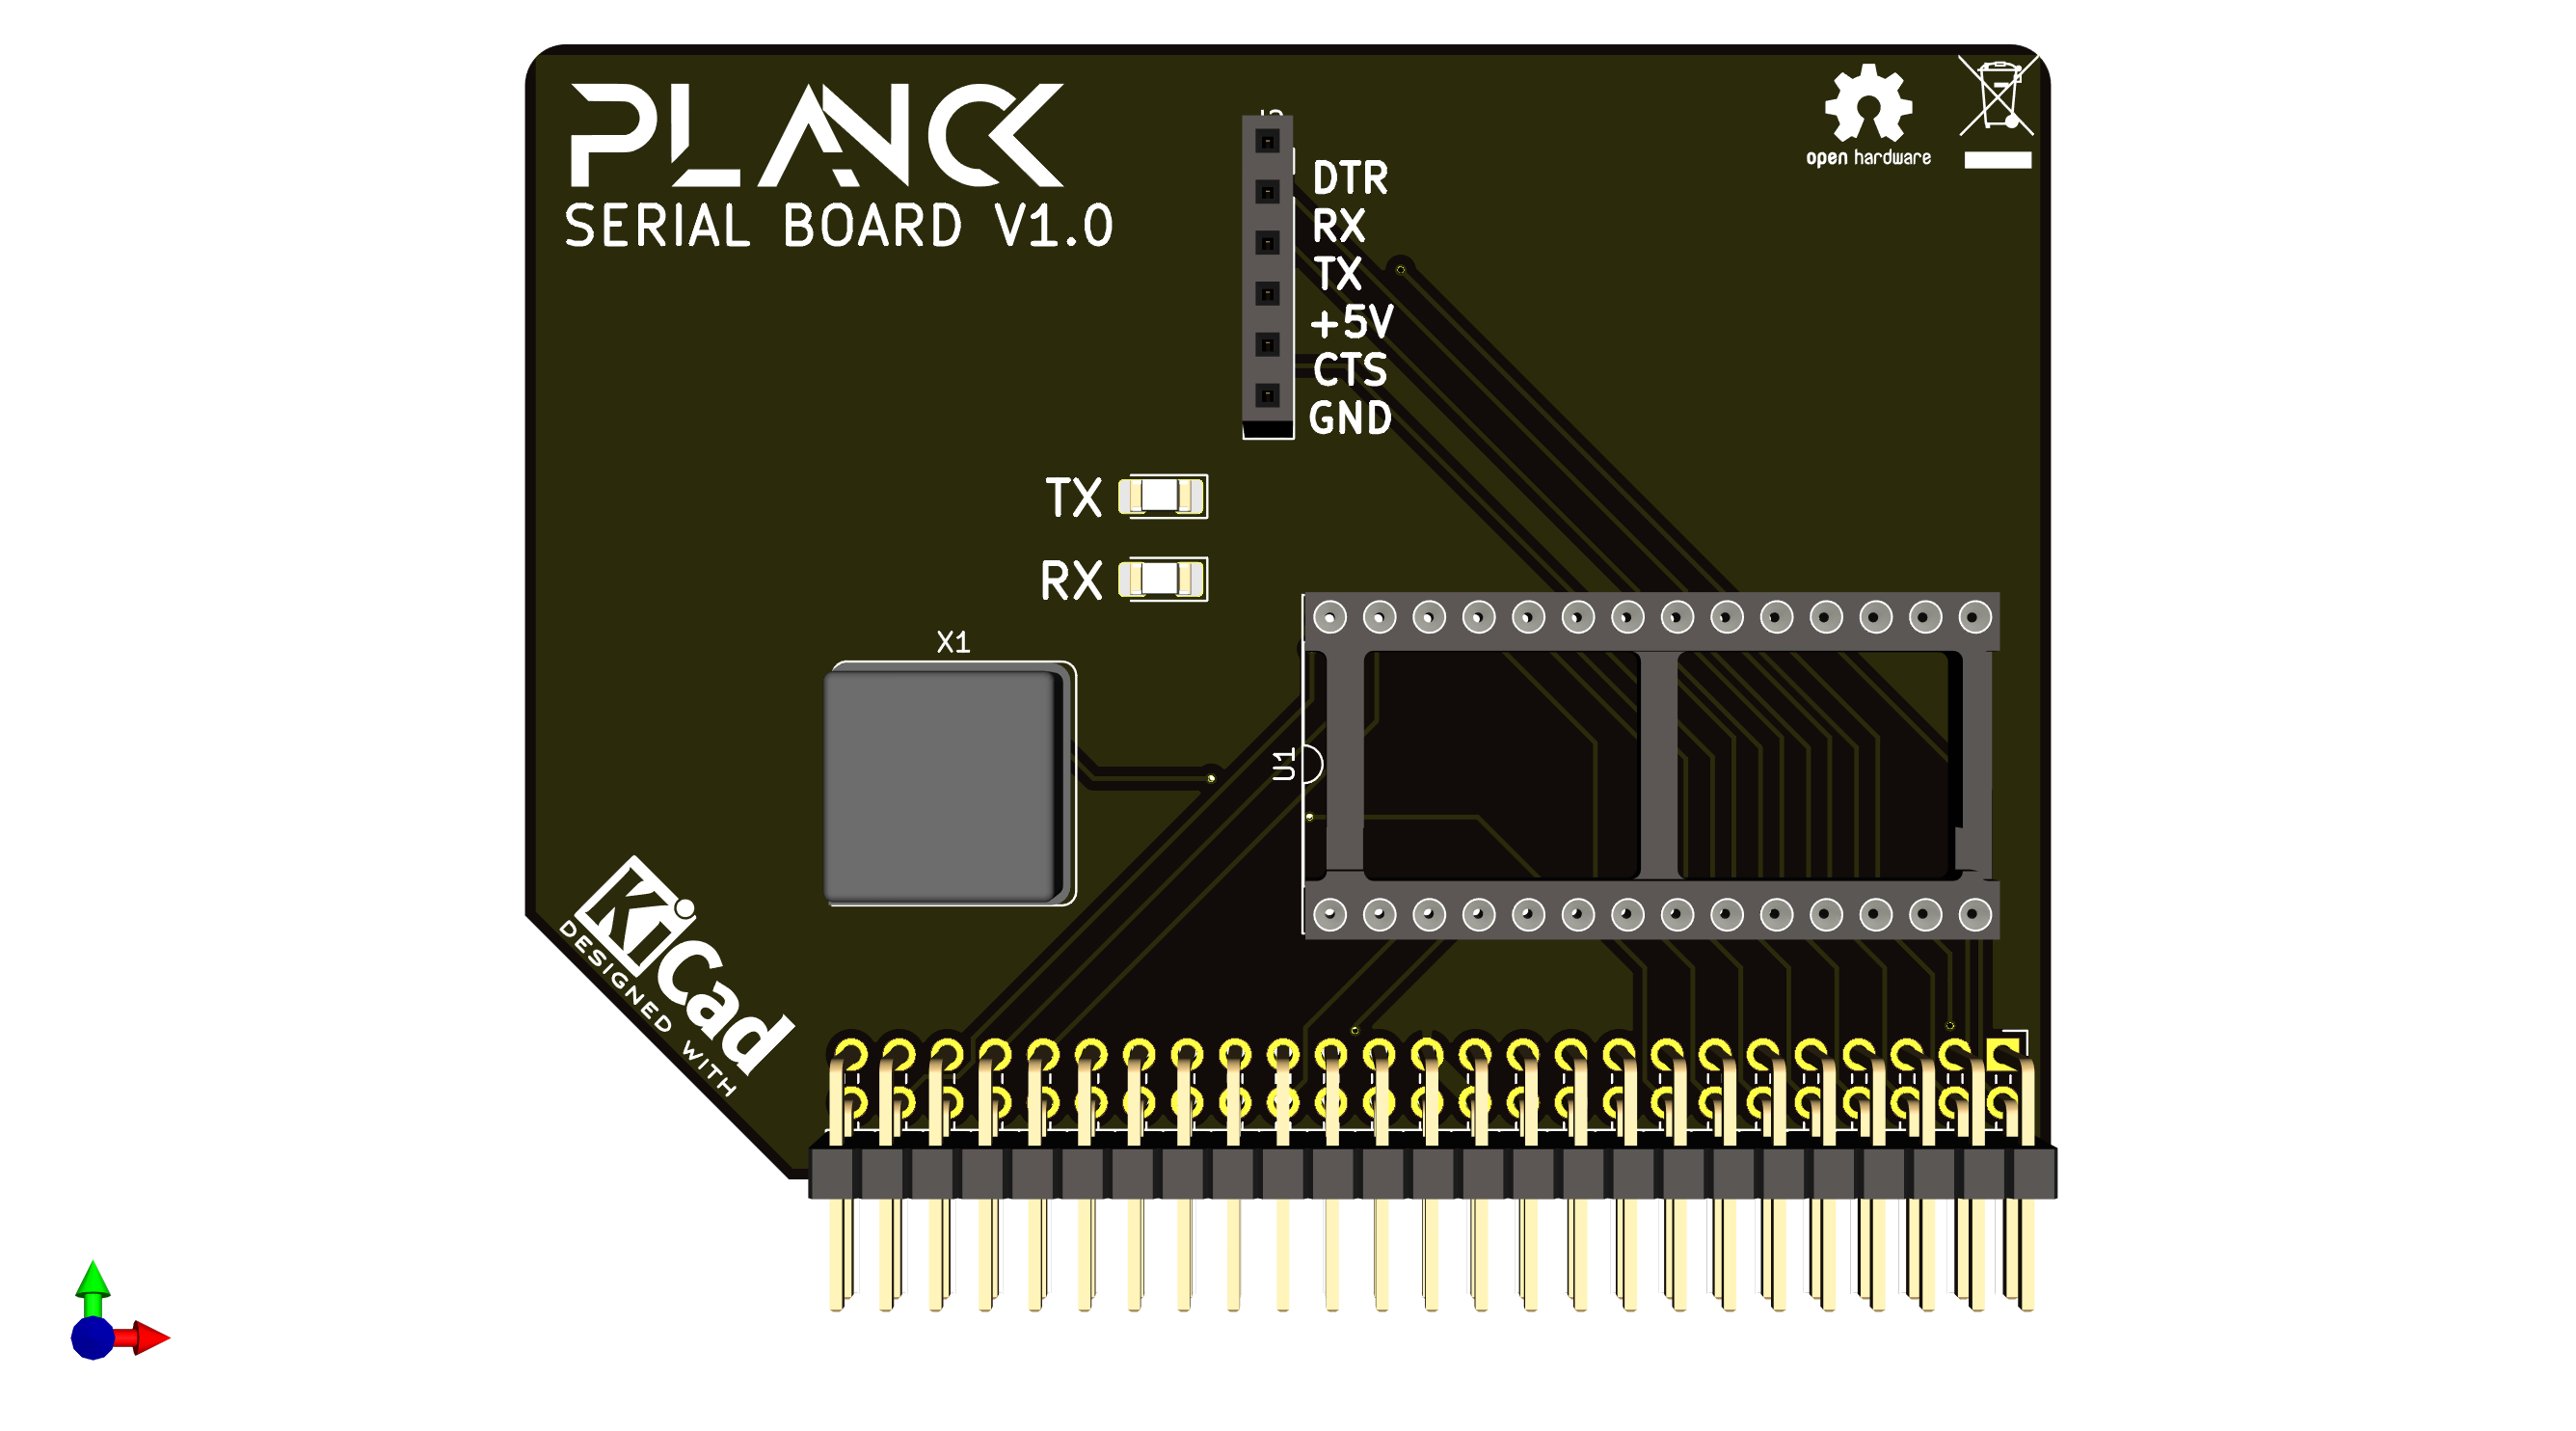 PLANCK
SERIAL BOARD V1.0
open hardware
DTR
RX
TX
+5V
CTS
GND
TX
RX
X1
U1
KiCad
DESIGNED WITH